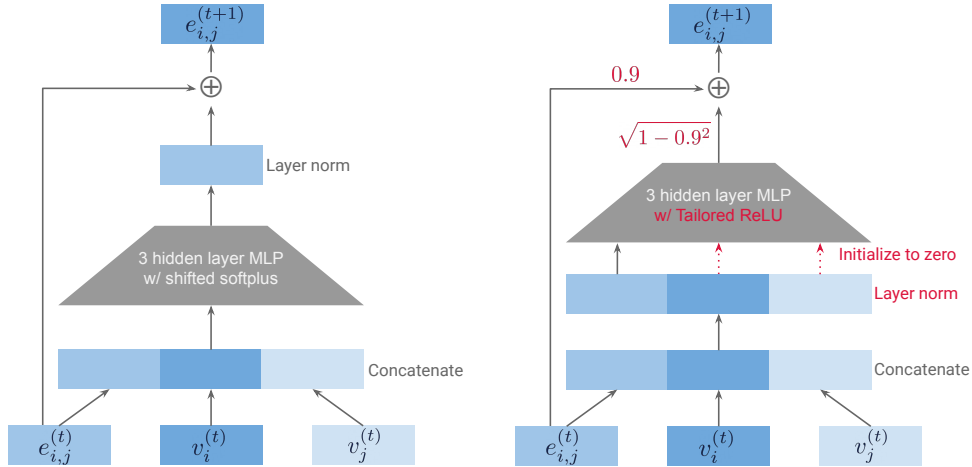 e_{i,j}^{(t+1)}
⊕
Layer norm
3 hidden layer MLP
w/ shifted softplus
Concatenate
e_{i,j}^{(t)}
v_i^{(t)}
v_j^{(t)}
e_{i,j}^{(t+1)}
0.9
⊕
√(1 − 0.9²)
3 hidden layer MLP
w/ Tailored ReLU
Initialize to zero
Layer norm
Concatenate
e_{i,j}^{(t)}
v_i^{(t)}
v_j^{(t)}